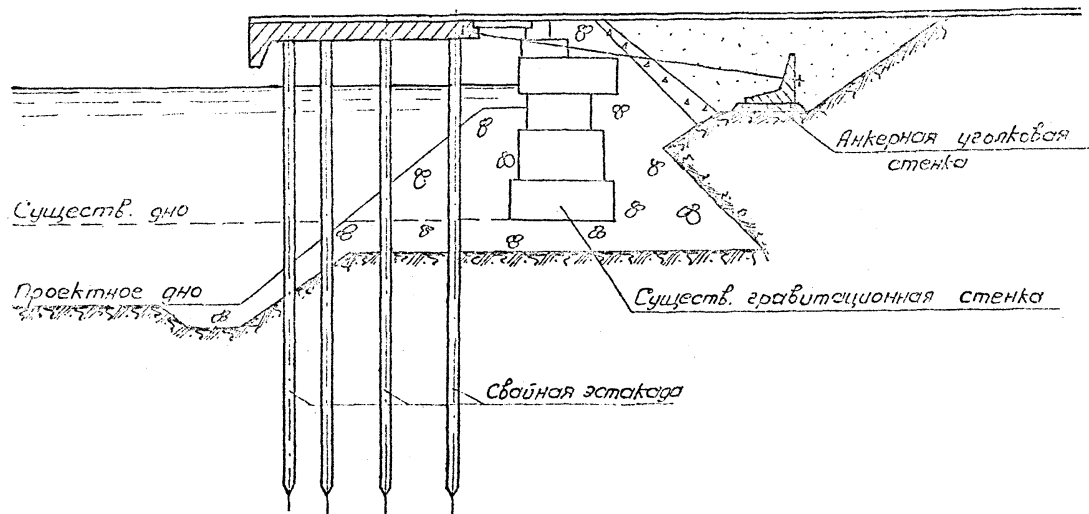 Анкерная уголковая
стенка
Существ. дно
Проектное дно
Существ. гравитационная стенка
Свайная эстакада